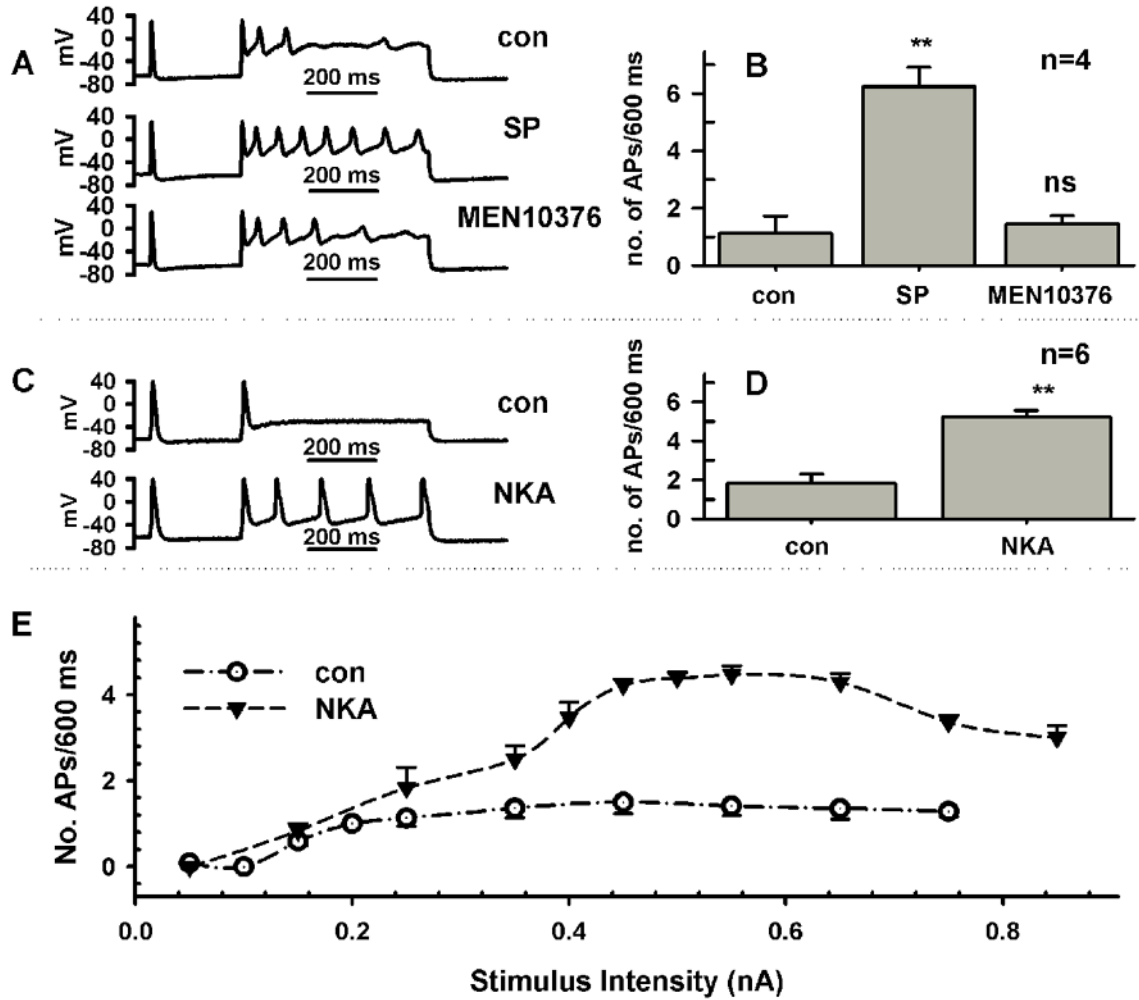 A
mV
40
0
-40
-80
con
200 ms
mV
40
0
-40
-80
SP
200 ms
mV
40
0
-40
-80
MEN10376
200 ms
B
n=4
no. of APs/600 ms
6
4
2
0
**
ns
con SP MEN10376
C
mV
40
0
-40
-80
con
200 ms
mV
40
0
-40
-80
NKA
200 ms
D
n=6
no. of APs/600 ms
6
4
2
0
**
con NKA
E
No. APs/600 ms
4
2
0
con
NKA
0.0 0.2 0.4 0.6 0.8
Stimulus Intensity (nA)